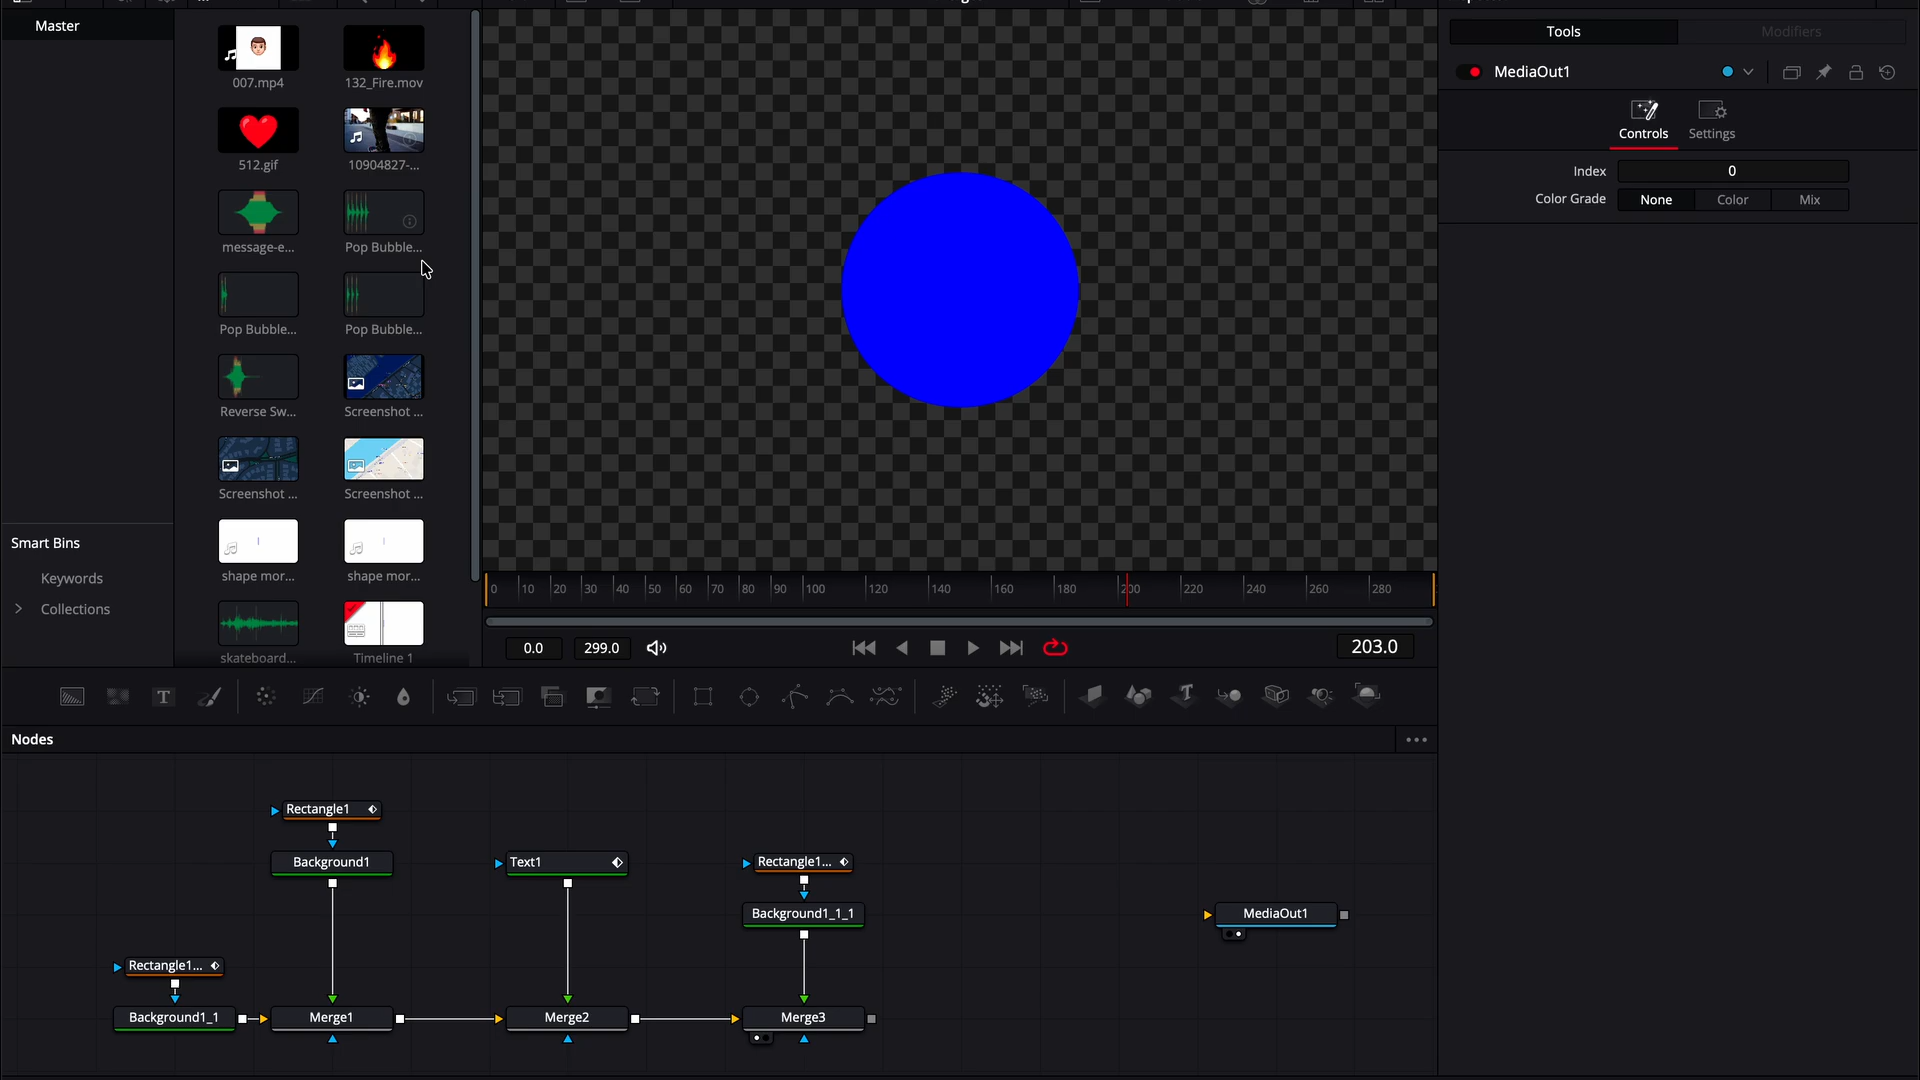 Master
007.mp4
132_Fire.mov
512.gif
10904827-...
message-e...
Pop Bubble...
Pop Bubble...
Pop Bubble...
Reverse Sw...
Screenshot ...
Screenshot ...
Screenshot ...
shape mor...
shape mor...
skateboard...
Timeline 1
Smart Bins
Keywords
Collections
0 10 20 30 40 50 60 70 80 90 100 120 140 160 180 200 220 240 260 280
0.0
299.0
203.0
Tools
Modifiers
MediaOut1
Controls
Settings
Index
0
Color Grade
None
Color
Mix
T
Nodes
Rectangle1
Background1
Text1
Rectangle1...
Background1_1_1
MediaOut1
Rectangle1...
Background1_1
Merge1
Merge2
Merge3